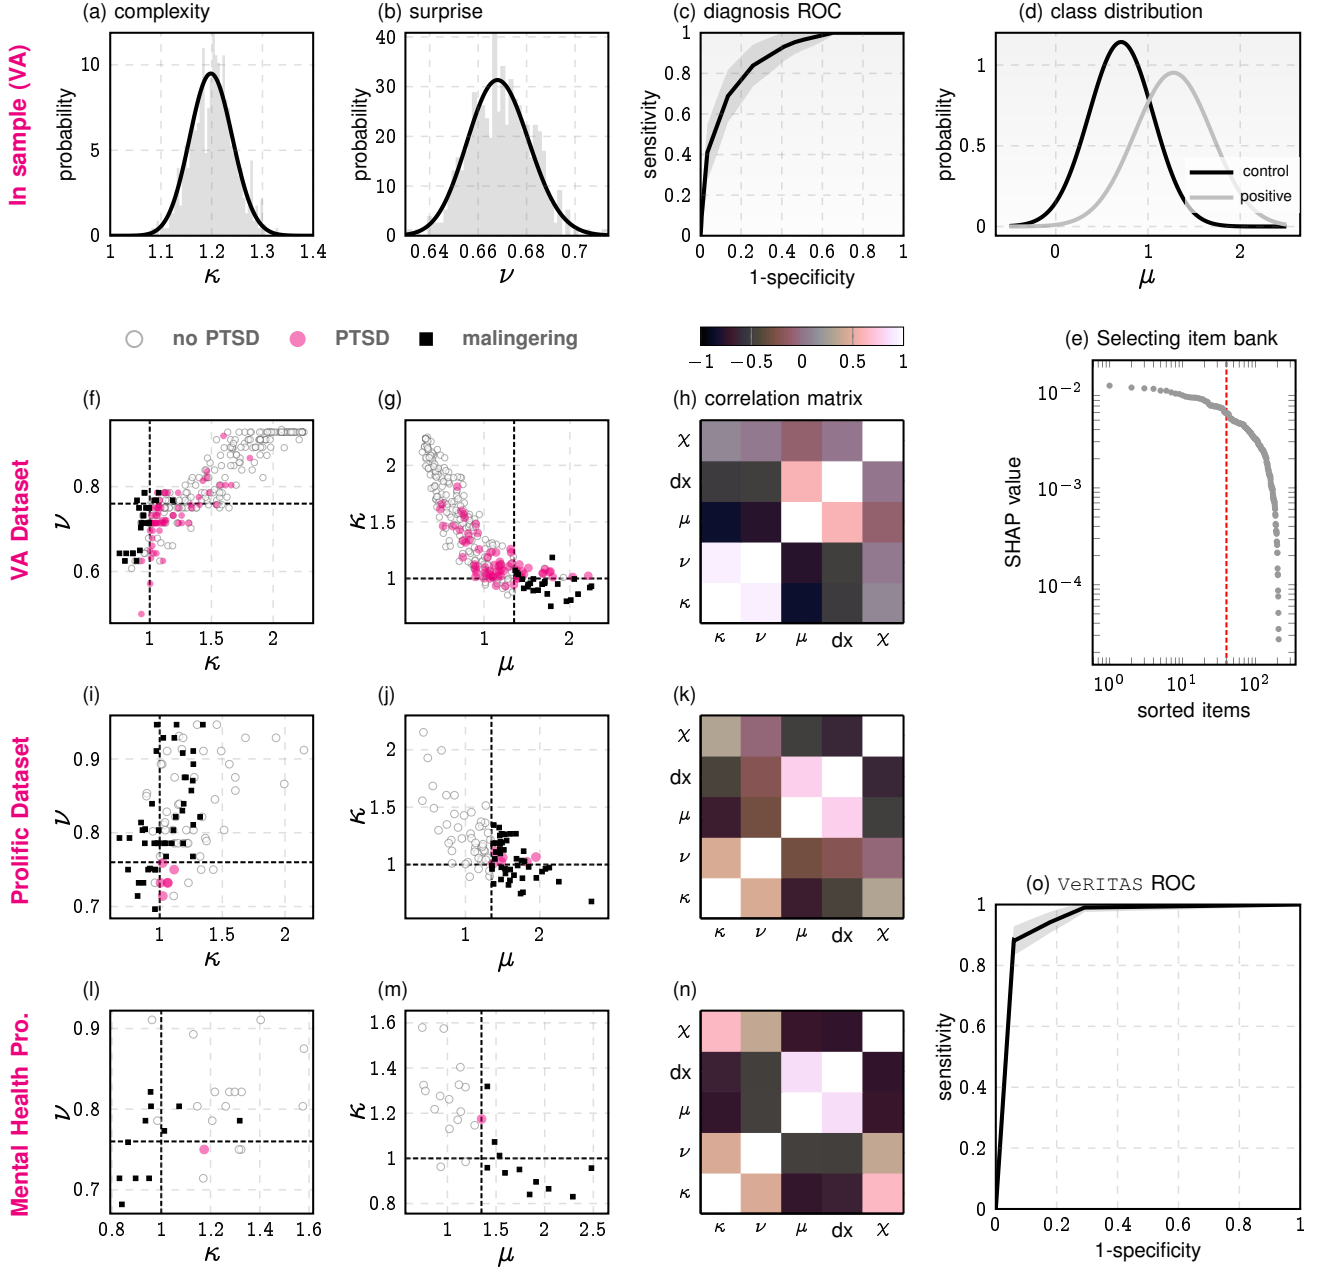 (a) complexity
(b) surprise
(c) diagnosis ROC
(d) class distribution
In sample (VA)
probability
10
5
0
1
1.1
1.2
1.3
1.4
κ
probability
40
30
20
10
0
0.64
0.66
0.68
0.7
ν
sensitivity
1
0.8
0.6
0.4
0.2
0
0
0.2
0.4
0.6
0.8
1
1-specificity
probability
1
0.5
0
0
1
2
μ
control
positive
no PTSD
PTSD
malingering
−1
−0.5
0
0.5
1
(e) Selecting item bank
SHAP value
10⁻²
10⁻³
10⁻⁴
10⁰
10¹
10²
sorted items
VA Dataset
(f)
ν
0.8
0.6
1
1.5
2
κ
(g)
κ
2
1.5
1
1
2
μ
(h) correlation matrix
χ
dx
μ
ν
κ
κ
ν
μ
dx
χ
Prolific Dataset
(i)
ν
0.9
0.8
0.7
1
1.5
2
κ
(j)
κ
2
1.5
1
1
2
μ
(k)
χ
dx
μ
ν
κ
κ
ν
μ
dx
χ
Mental Health Pro.
(l)
ν
0.9
0.8
0.7
0.8
1
1.2
1.4
1.6
κ
(m)
κ
1.6
1.4
1.2
1
0.8
1
1.5
2
2.5
μ
(n)
χ
dx
μ
ν
κ
κ
ν
μ
dx
χ
(o) VeRITAS ROC
sensitivity
1
0.8
0.6
0.4
0.2
0
0
0.2
0.4
0.6
0.8
1
1-specificity